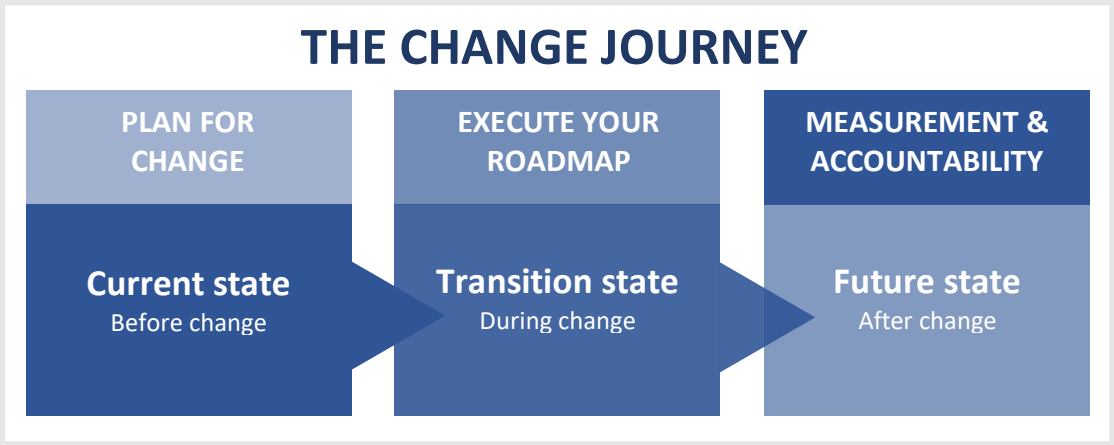 THE CHANGE JOURNEY
PLAN FOR
CHANGE
EXECUTE YOUR
ROADMAP
MEASUREMENT &
ACCOUNTABILITY
Current state
Before change
Transition state
During change
Future state
After change